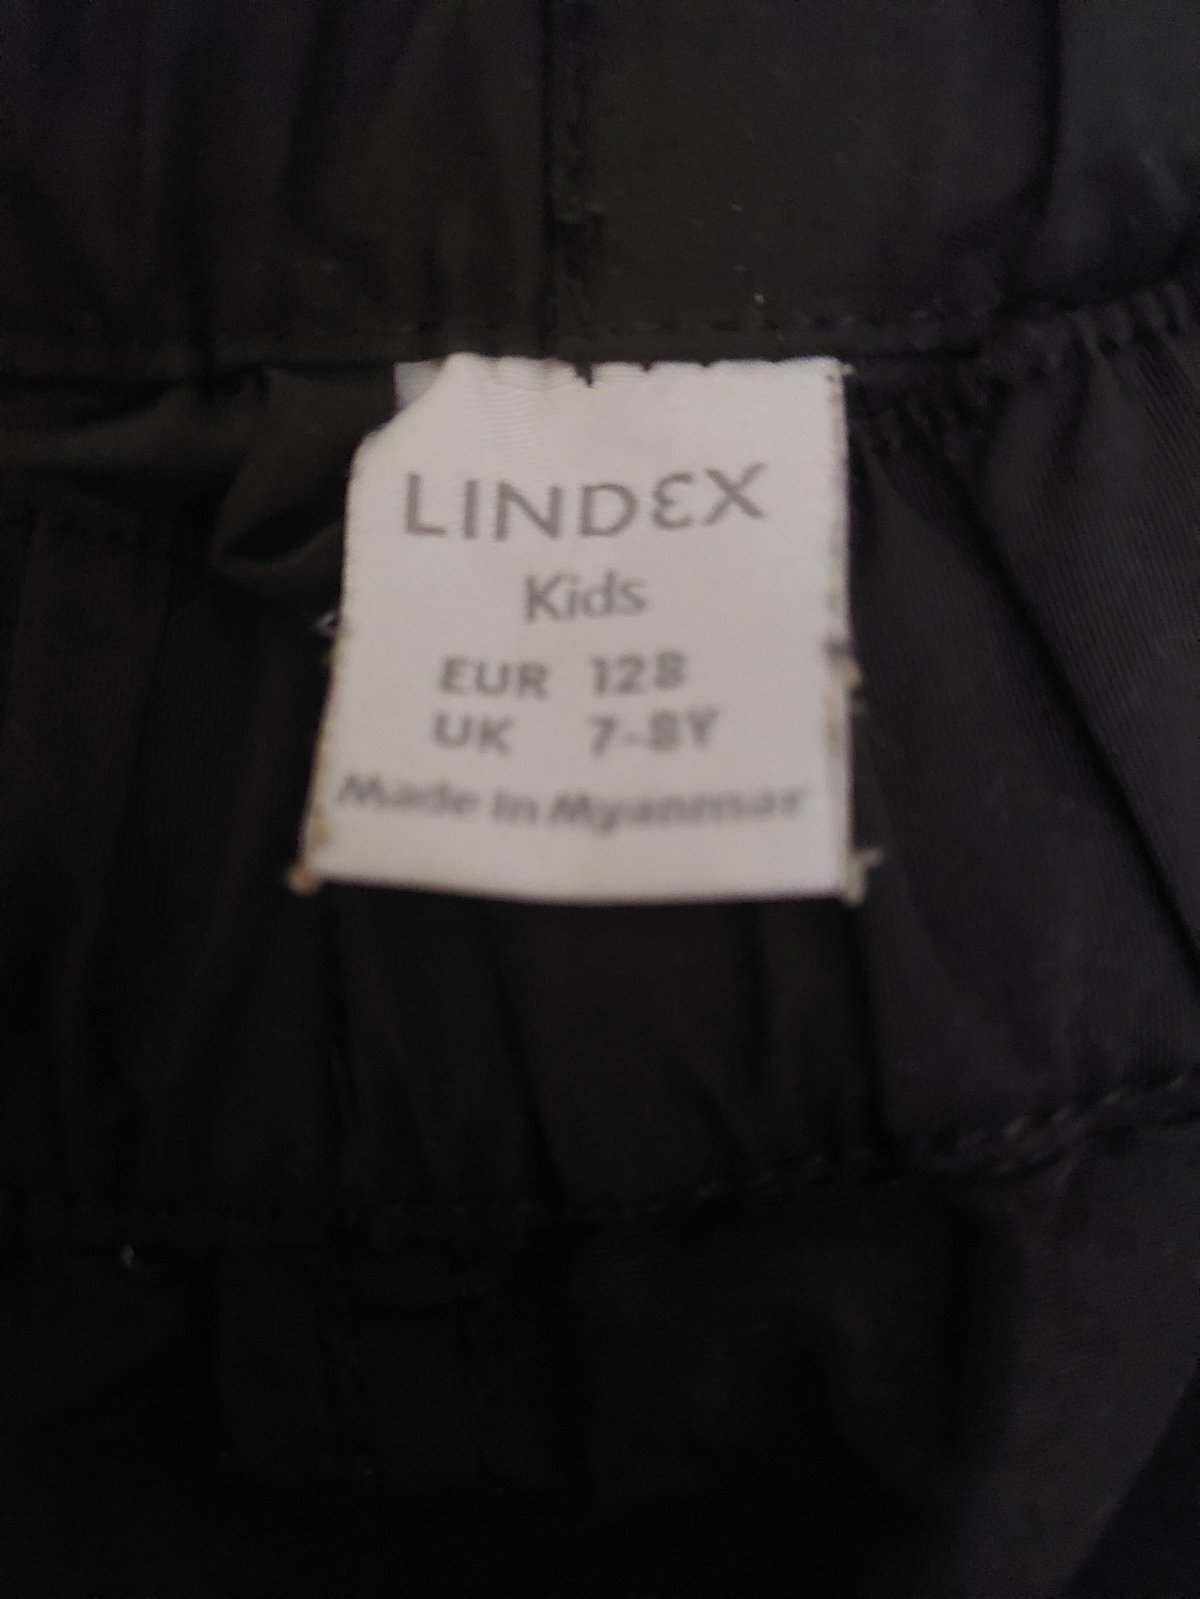 LINDEX
Kids
EUR 128
UK 7-8Y
Made in Myanmar